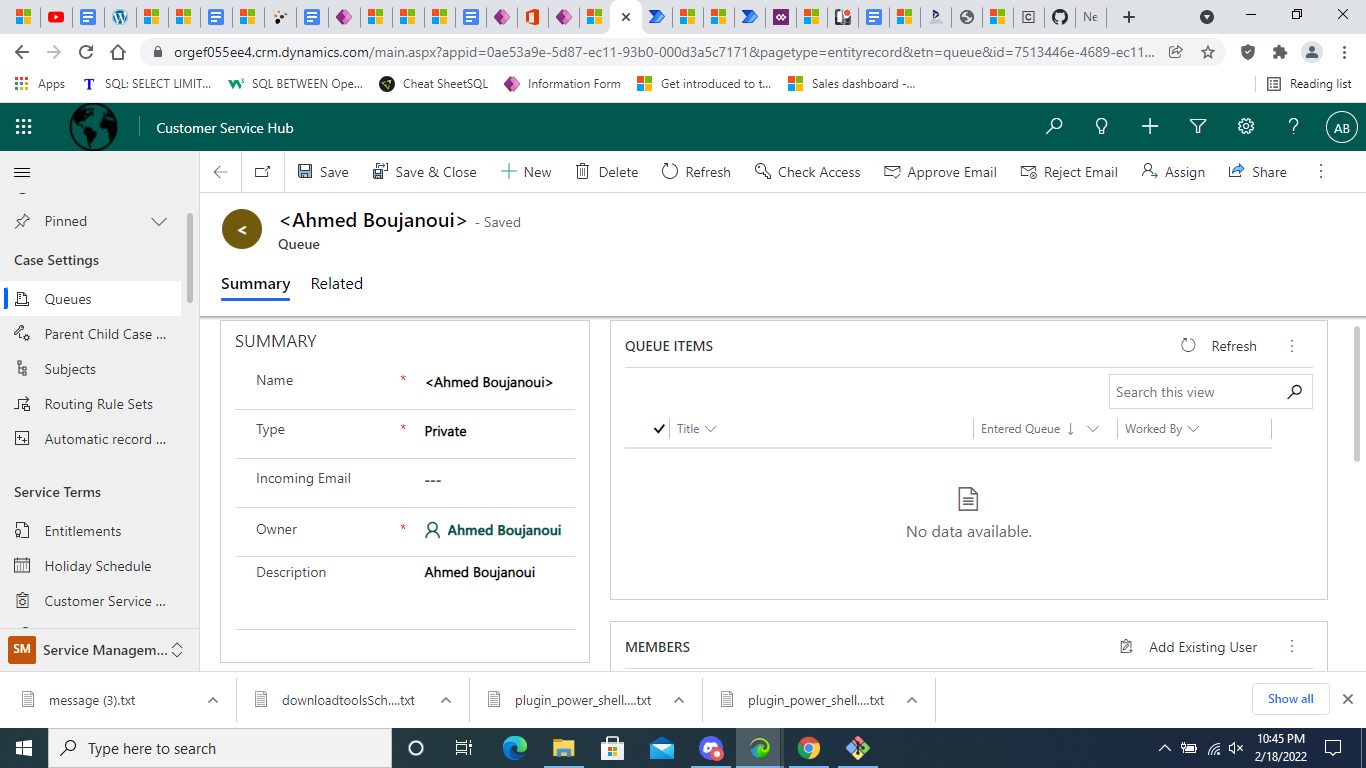 Ne
orgef055ee4.crm.dynamics.com/main.aspx?appid=0ae53a9e-5d87-ec11-93b0-000d3a5c7171&pagetype=entityrecord&etn=queue&id=7513446e-4689-ec11...
Apps
T SQL: SELECT LIMIT...
SQL BETWEEN Ope...
Cheat SheetSQL
Information Form
Get introduced to t...
Sales dashboard -...
Reading list
Customer Service Hub
AB
Save
Save & Close
New
Delete
Refresh
Check Access
Approve Email
Reject Email
Assign
Share
Pinned
Case Settings
Queues
Parent Child Case ...
Subjects
Routing Rule Sets
Automatic record ...
Service Terms
Entitlements
Holiday Schedule
Customer Service ...
SM Service Managem...
<
<Ahmed Boujanoui> - Saved
Queue
Summary Related
SUMMARY
Name * <Ahmed Boujanoui>
Type * Private
Incoming Email ---
Owner * Ahmed Boujanoui
Description Ahmed Boujanoui
QUEUE ITEMS
Refresh
Search this view
Title Entered Queue Worked By
No data available.
MEMBERS
Add Existing User
message (3).txt
downloadtoolsSch....txt
plugin_power_shell....txt
plugin_power_shell....txt
Show all
Type here to search
10:45 PM
2/18/2022